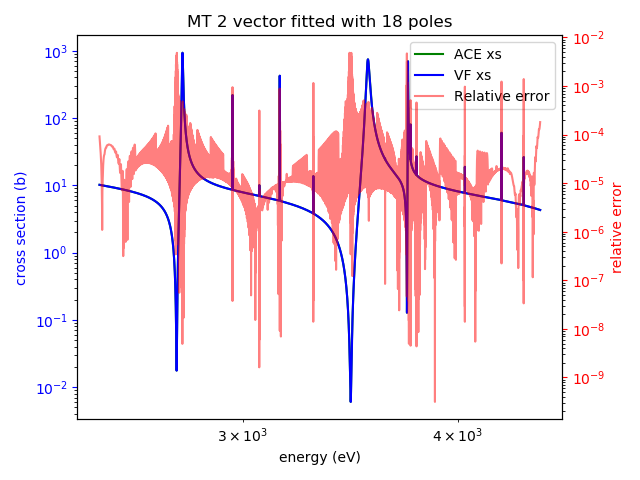 MT 2 vector fitted with 18 poles
ACE xs
VF xs
Relative error
cross section (b)
10³
10²
10¹
10⁰
10⁻¹
10⁻²
relative error
10⁻²
10⁻³
10⁻⁴
10⁻⁵
10⁻⁶
10⁻⁷
10⁻⁸
10⁻⁹
3 × 10³
4 × 10³
energy (eV)